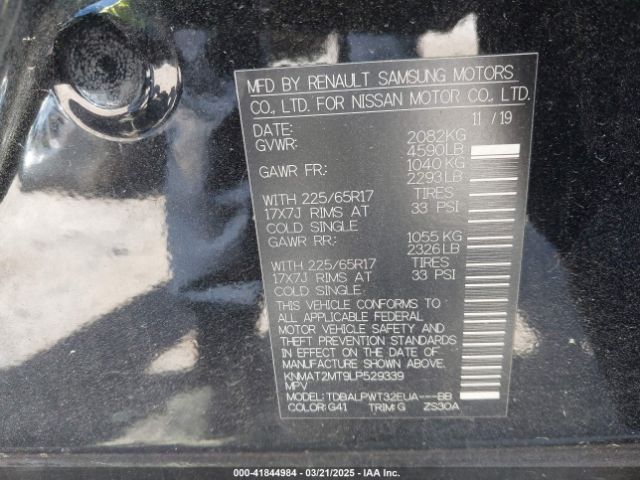 MFD BY RENAULT SAMSUNG MOTORS
CO., LTD. FOR NISSAN MOTOR CO., LTD.
DATE: 11 / 19
GVWR: 2082KG
4590LB
GAWR FR: 1040 KG
2293 LB
WITH 225/65R17 TIRES
17X7J RIMS AT 33 PSI
COLD SINGLE
GAWR RR: 1055 KG
2326 LB
WITH 225/65R17 TIRES
17X7J RIMS AT 33 PSI
COLD SINGLE
THIS VEHICLE CONFORMS TO
ALL APPLICABLE FEDERAL
MOTOR VEHICLE SAFETY AND
THEFT PREVENTION STANDARDS
IN EFFECT ON THE DATE OF
MANUFACTURE SHOWN ABOVE.
KNMAT2MT9LP529339
MPV
MODEL: TDBALPWT32EUA---BB
COLOR: G41 TRIM: G ZS30A
000-41844984 | 03/21/2025 — IAA Inc.